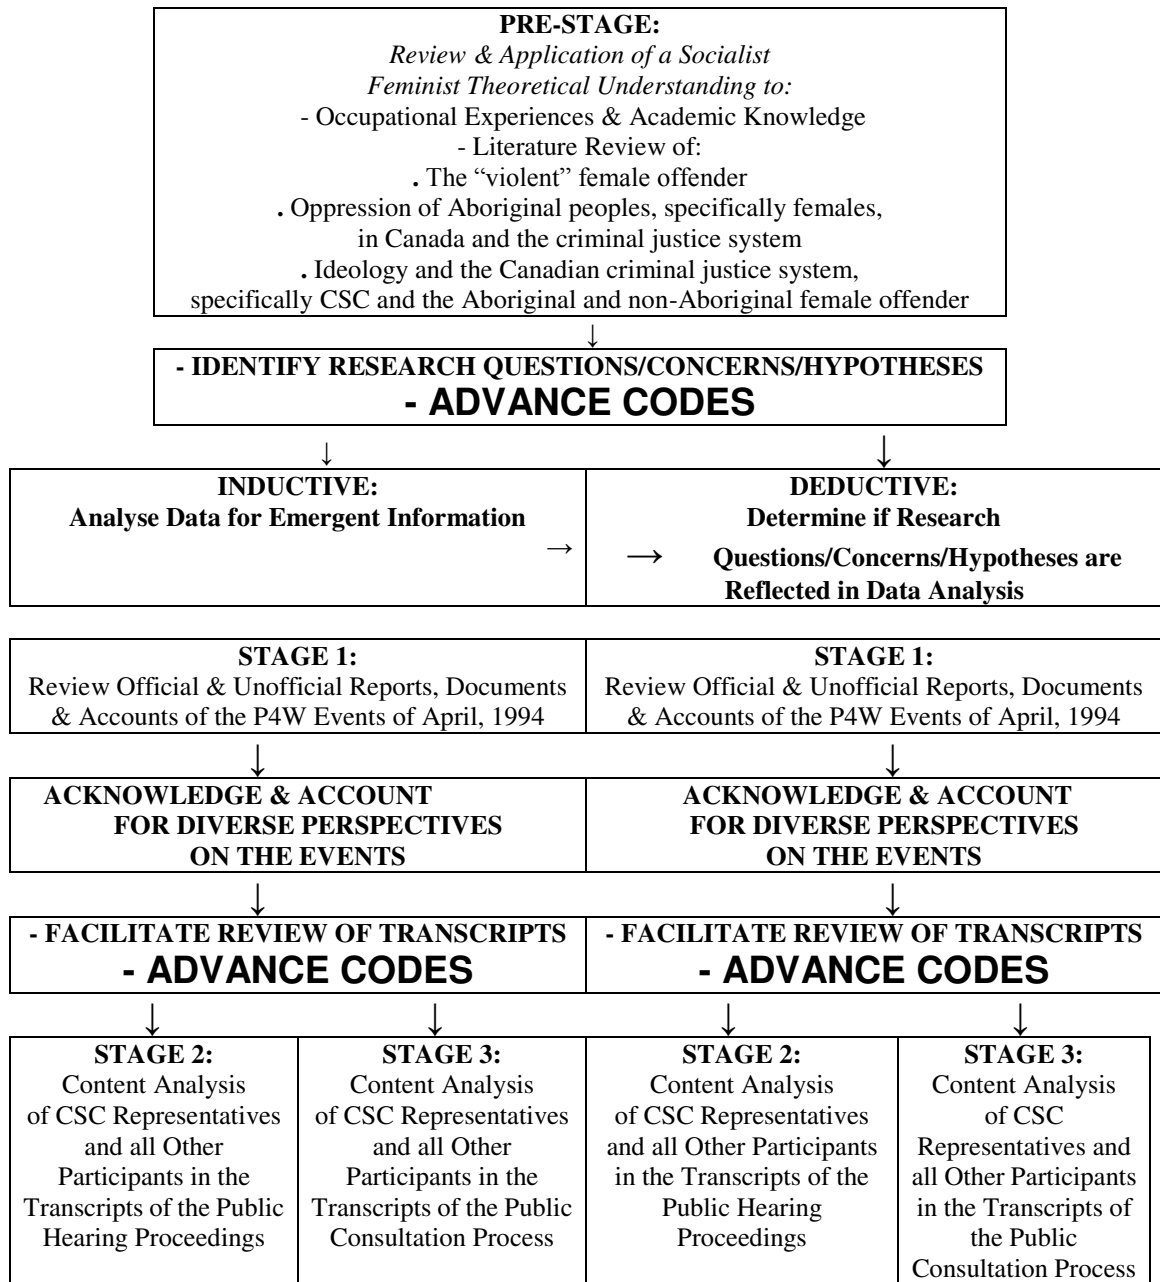 PRE-STAGE:
Review & Application of a Socialist
Feminist Theoretical Understanding to:
- Occupational Experiences & Academic Knowledge
- Literature Review of:
. The “violent” female offender
. Oppression of Aboriginal peoples, specifically females,
in Canada and the criminal justice system
. Ideology and the Canadian criminal justice system,
specifically CSC and the Aboriginal and non-Aboriginal female offender
↓
- IDENTIFY RESEARCH QUESTIONS/CONCERNS/HYPOTHESES
- ADVANCE CODES
↓ ↓
INDUCTIVE:
Analyse Data for Emergent Information
→
DEDUCTIVE:
Determine if Research
→ Questions/Concerns/Hypotheses are
Reflected in Data Analysis
STAGE 1:
Review Official & Unofficial Reports, Documents
& Accounts of the P4W Events of April, 1994
STAGE 1:
Review Official & Unofficial Reports, Documents
& Accounts of the P4W Events of April, 1994
↓ ↓
ACKNOWLEDGE & ACCOUNT
FOR DIVERSE PERSPECTIVES
ON THE EVENTS
ACKNOWLEDGE & ACCOUNT
FOR DIVERSE PERSPECTIVES
ON THE EVENTS
↓ ↓
- FACILITATE REVIEW OF TRANSCRIPTS
- ADVANCE CODES
- FACILITATE REVIEW OF TRANSCRIPTS
- ADVANCE CODES
↓ ↓ ↓ ↓
STAGE 2:
Content Analysis
of CSC Representatives
and all Other
Participants in the
Transcripts of the Public
Hearing Proceedings
STAGE 3:
Content Analysis
of CSC Representatives
and all Other
Participants in the
Transcripts of the Public
Consultation Process
STAGE 2:
Content Analysis
of CSC Representatives
and all Other Participants
in the Transcripts of the
Public Hearing
Proceedings
STAGE 3:
Content Analysis
of CSC
Representatives and
all Other Participants
in the Transcripts of
the Public
Consultation Process